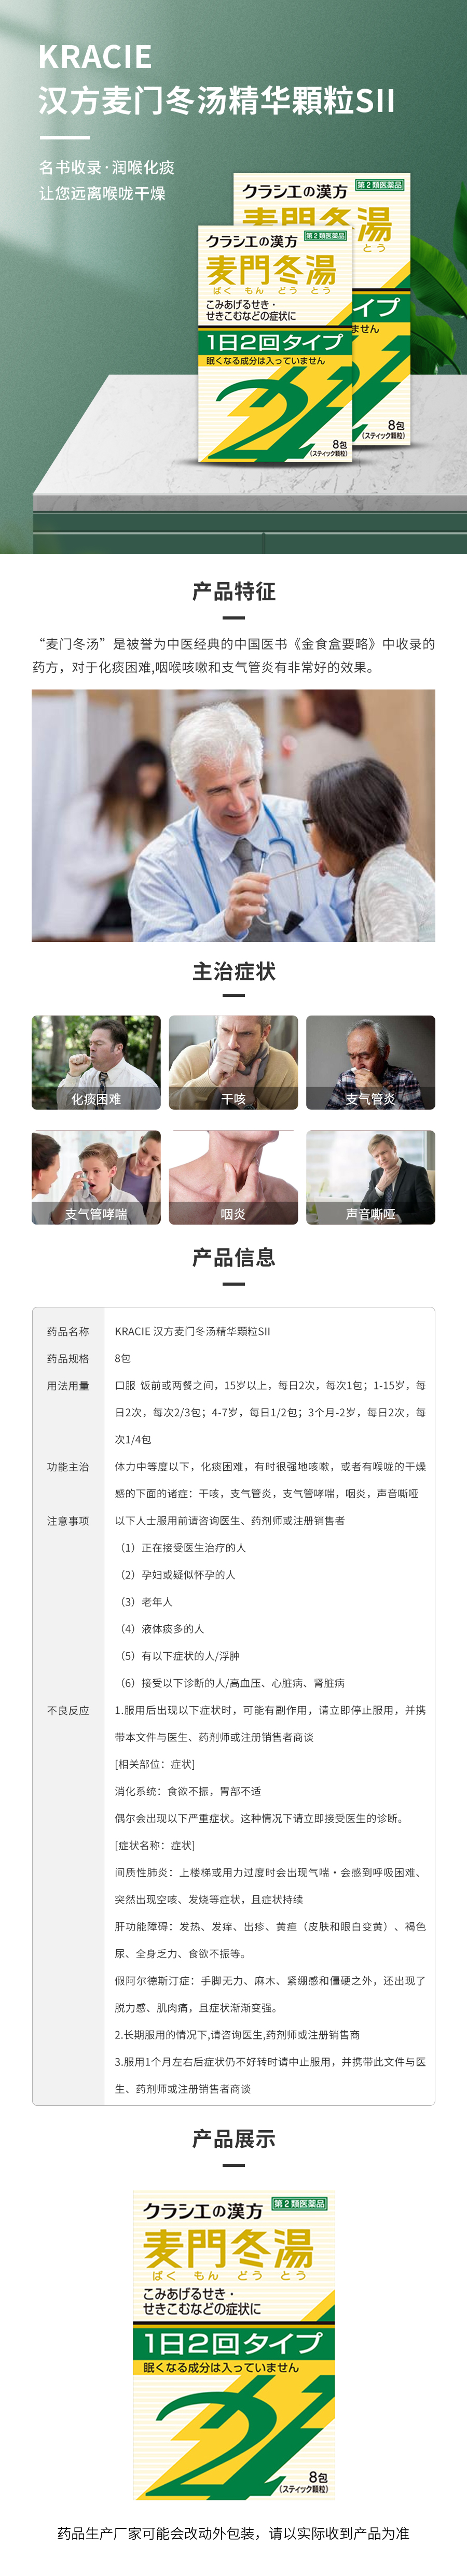 KRACIE
汉方麦门冬汤精华顆粒SII
名书收录·润喉化痰
让您远离喉咙干燥
クラシエの漢方
第2類医薬品
麦門冬湯
とう
イプ
ません
8包
(スティック顆粒)
クラシエの漢方
第2類医薬品
麦門冬湯
ばく もん どう とう
こみあげるせき・
せきこむなどの症状に
1日2回タイプ
眠くなる成分は入っていません
8包
(スティック顆粒)
产品特征
“麦门冬汤”是被誉为中医经典的中国医书《金食盒要略》中收录的
药方，对于化痰困难,咽喉咳嗽和支气管炎有非常好的效果。
主治症状
化痰困难
干咳
支气管炎
支气管哮喘
咽炎
声音嘶哑
产品信息
药品名称 KRACIE 汉方麦门冬汤精华顆粒SII
药品规格 8包
用法用量 口服 饭前或两餐之间，15岁以上，每日2次，每次1包；1-15岁，每
日2次，每次2/3包；4-7岁，每日1/2包；3个月-2岁，每日2次，每
次1/4包
功能主治 体力中等度以下，化痰困难，有时很强地咳嗽，或者有喉咙的干燥
感的下面的诸症：干咳，支气管炎，支气管哮喘，咽炎，声音嘶哑
注意事项 以下人士服用前请咨询医生、药剂师或注册销售者
（1）正在接受医生治疗的人
（2）孕妇或疑似怀孕的人
（3）老年人
（4）液体痰多的人
（5）有以下症状的人/浮肿
（6）接受以下诊断的人/高血压、心脏病、肾脏病
不良反应 1.服用后出现以下症状时，可能有副作用，请立即停止服用，并携
带本文件与医生、药剂师或注册销售者商谈
[相关部位：症状]
消化系统：食欲不振，胃部不适
偶尔会出现以下严重症状。这种情况下请立即接受医生的诊断。
[症状名称：症状]
间质性肺炎：上楼梯或用力过度时会出现气喘・会感到呼吸困难、
突然出现空咳、发烧等症状，且症状持续
肝功能障碍：发热、发痒、出疹、黄疸（皮肤和眼白变黄）、褐色
尿、全身乏力、食欲不振等。
假阿尔德斯汀症：手脚无力、麻木、紧绷感和僵硬之外，还出现了
脱力感、肌肉痛，且症状渐渐变强。
2.长期服用的情况下,请咨询医生,药剂师或注册销售商
3.服用1个月左右后症状仍不好转时请中止服用，并携带此文件与医
生、药剂师或注册销售者商谈
产品展示
クラシエの漢方
第2類医薬品
麦門冬湯
ばく もん どう とう
こみあげるせき・
せきこむなどの症状に
1日2回タイプ
眠くなる成分は入っていません
8包
(スティック顆粒)
药品生产厂家可能会改动外包装，请以实际收到产品为准